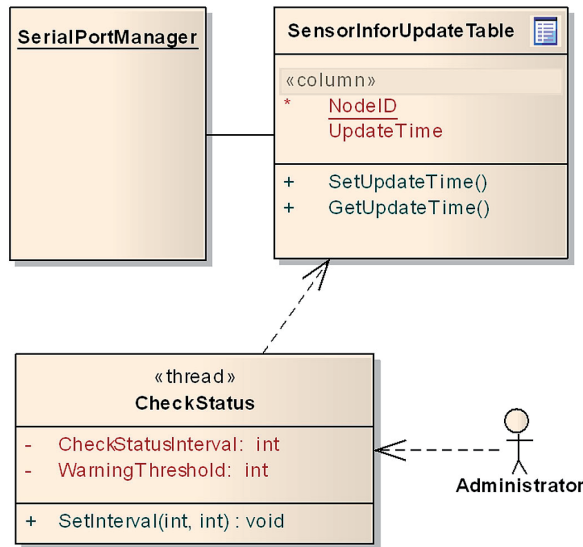 SerialPortManager
SensorInforUpdateTable
«column»
* NodeID
UpdateTime
+ SetUpdateTime()
+ GetUpdateTime()
«thread»
CheckStatus
- CheckStatusInterval: int
- WarningThreshold: int
+ SetInterval(int, int) : void
Administrator